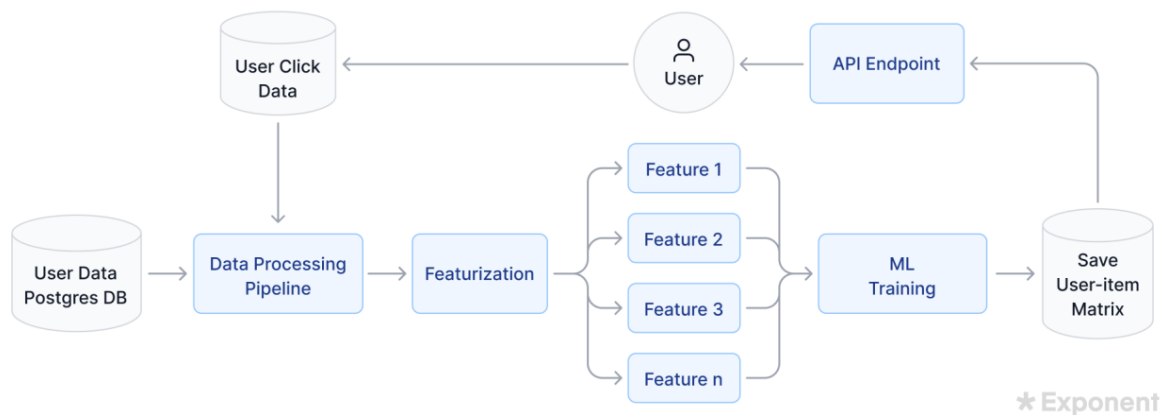 User Click
Data
User
API Endpoint
Feature 1
Feature 2
Feature 3
Feature n
User Data
Postgres DB
Data Processing
Pipeline
Featurization
ML
Training
Save
User-item
Matrix
Exponent